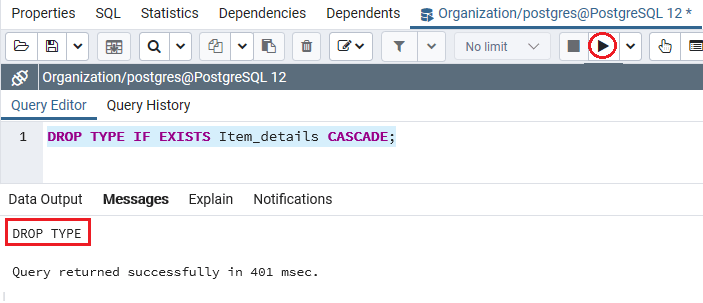 Properties SQL Statistics Dependencies Dependents Organization/postgres@PostgreSQL 12 *
No limit
Organization/postgres@PostgreSQL 12
Query Editor Query History
1 DROP TYPE IF EXISTS Item_details CASCADE;
Data Output Messages Explain Notifications
DROP TYPE
Query returned successfully in 401 msec.